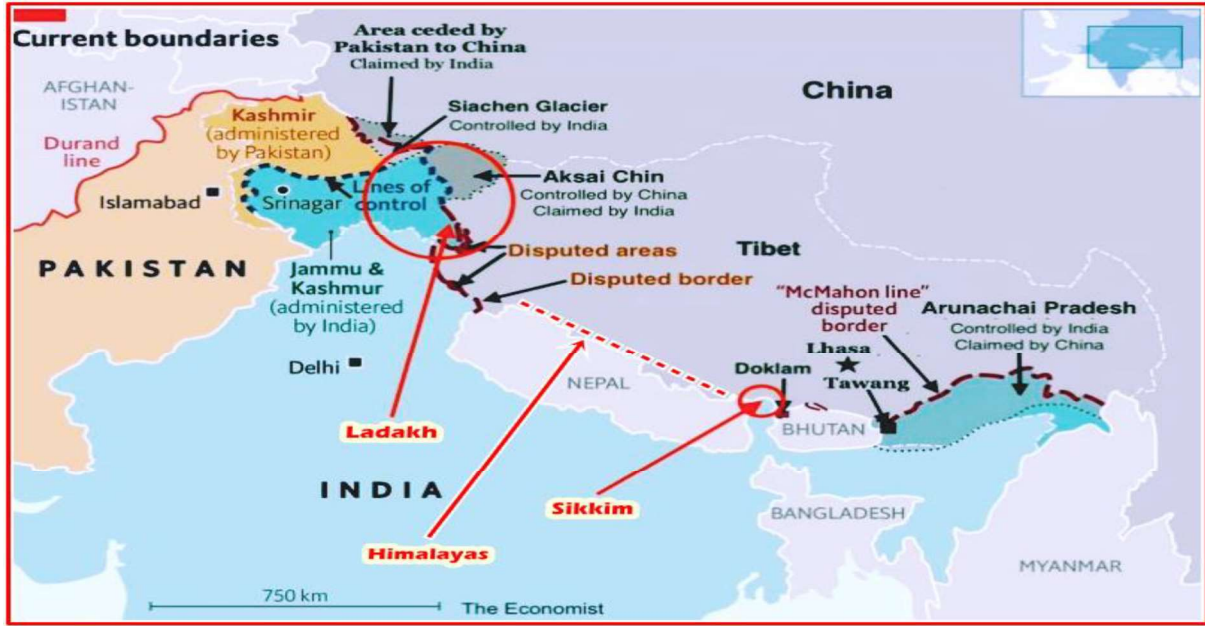 Current boundaries
Area ceded by
Pakistan to China
Claimed by India
AFGHAN-
ISTAN
China
Siachen Glacier
Controlled by India
Kashmir
(administered
by Pakistan)
Durand
line
Aksai Chin
Controlled by China
Claimed by India
Islamabad
Srinagar
Lines of
control
Tibet
Disputed areas
PAKISTAN
Jammu &
Kashmur
(administered
by India)
Disputed border
"McMahon line"
disputed
border
Arunachai Pradesh
Controlled by India
Claimed by China
Lhasa
Delhi
Doklam
Tawang
NEPAL
BHUTAN
Ladakh
INDIA
Sikkim
BANGLADESH
Himalayas
MYANMAR
750 km
The Economist